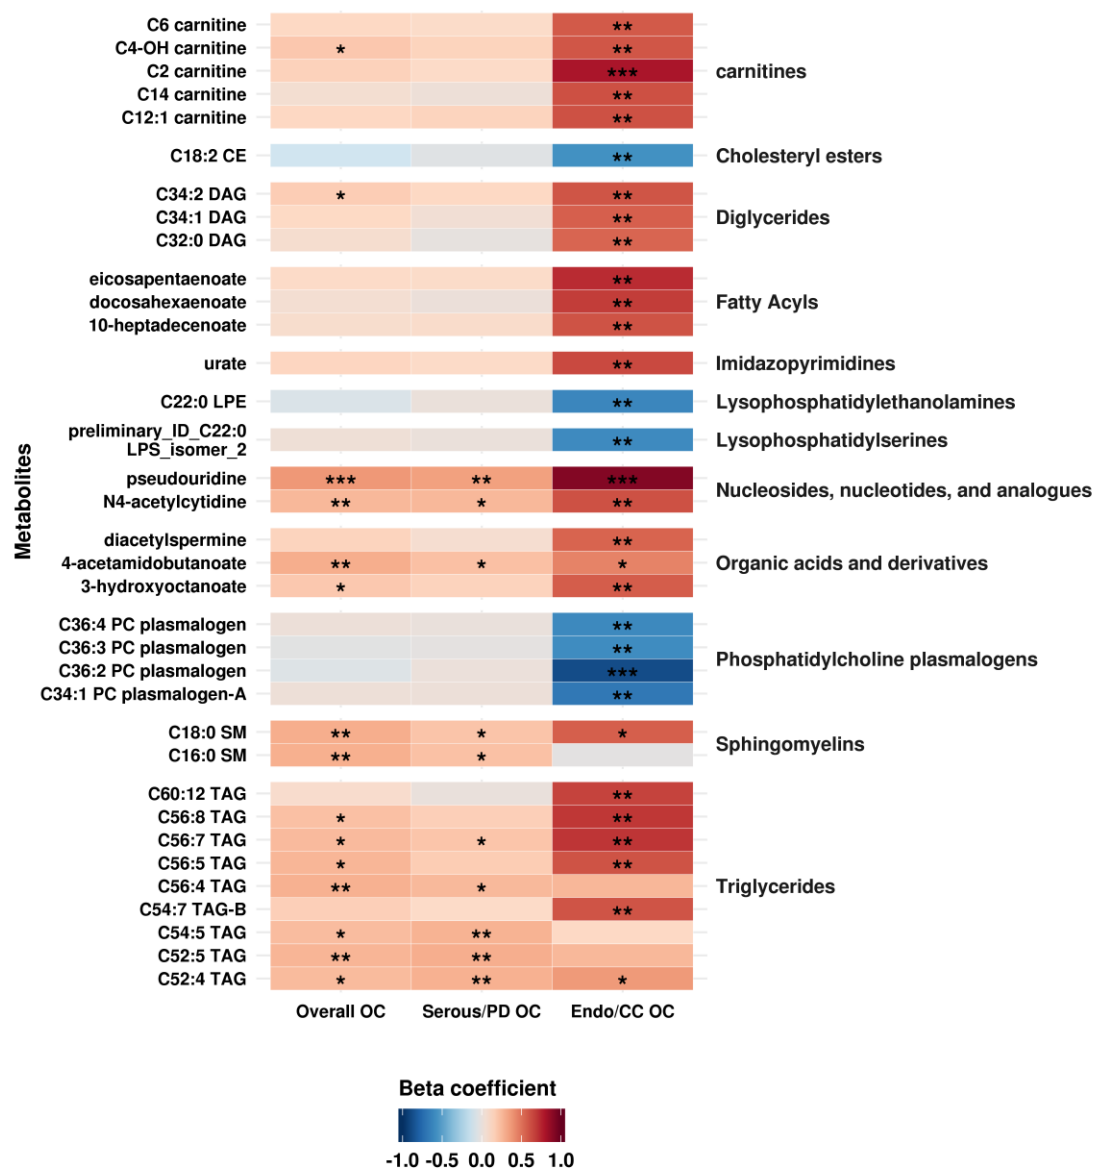 C6 carnitine **
C4-OH carnitine * **
C2 carnitine *** carnitines
C14 carnitine **
C12:1 carnitine **
C18:2 CE ** Cholesteryl esters
C34:2 DAG * **
C34:1 DAG ** Diglycerides
C32:0 DAG **
eicosapentaenoate **
docosahexaenoate ** Fatty Acyls
10-heptadecenoate **
urate ** Imidazopyrimidines
C22:0 LPE ** Lysophosphatidylethanolamines
preliminary_ID_C22:0
LPS_isomer_2 ** Lysophosphatidylserines
Metabolites
pseudouridine *** ** ***
Nucleosides, nucleotides, and analogues
N4-acetylcytidine ** * **
diacetylspermine **
4-acetamidobutanoate ** * * Organic acids and derivatives
3-hydroxyoctanoate * **
C36:4 PC plasmalogen **
C36:3 PC plasmalogen **
Phosphatidylcholine plasmalogens
C36:2 PC plasmalogen ***
C34:1 PC plasmalogen-A **
C18:0 SM ** * *
Sphingomyelins
C16:0 SM ** *
C60:12 TAG **
C56:8 TAG * **
C56:7 TAG * * **
C56:5 TAG * **
C56:4 TAG ** * Triglycerides
C54:7 TAG-B **
C54:5 TAG * **
C52:5 TAG ** **
C52:4 TAG * ** *
Overall OC Serous/PD OC Endo/CC OC
Beta coefficient
-1.0 -0.5 0.0 0.5 1.0